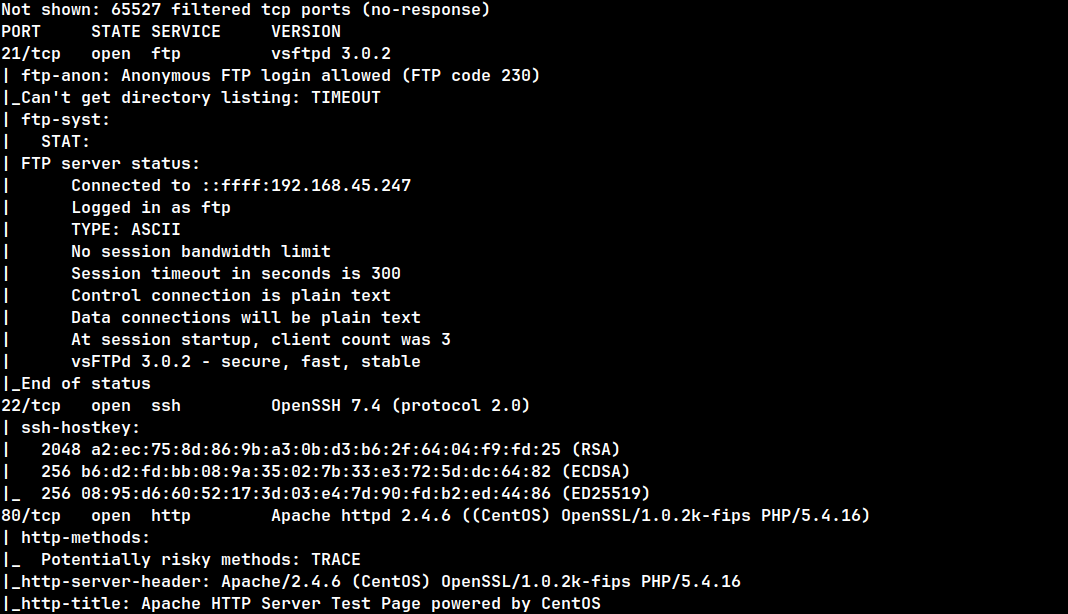 Not shown: 65527 filtered tcp ports (no-response)
PORT     STATE SERVICE     VERSION
21/tcp   open  ftp         vsftpd 3.0.2
| ftp-anon: Anonymous FTP login allowed (FTP code 230)
|_Can't get directory listing: TIMEOUT
| ftp-syst:
|   STAT:
| FTP server status:
|      Connected to ::ffff:192.168.45.247
|      Logged in as ftp
|      TYPE: ASCII
|      No session bandwidth limit
|      Session timeout in seconds is 300
|      Control connection is plain text
|      Data connections will be plain text
|      At session startup, client count was 3
|      vsFTPd 3.0.2 - secure, fast, stable
|_End of status
22/tcp   open  ssh         OpenSSH 7.4 (protocol 2.0)
| ssh-hostkey:
|   2048 a2:ec:75:8d:86:9b:a3:0b:d3:b6:2f:64:04:f9:fd:25 (RSA)
|   256 b6:d2:fd:bb:08:9a:35:02:7b:33:e3:72:5d:dc:64:82 (ECDSA)
|_  256 08:95:d6:60:52:17:3d:03:e4:7d:90:fd:b2:ed:44:86 (ED25519)
80/tcp   open  http        Apache httpd 2.4.6 ((CentOS) OpenSSL/1.0.2k-fips PHP/5.4.16)
| http-methods:
|_  Potentially risky methods: TRACE
|_http-server-header: Apache/2.4.6 (CentOS) OpenSSL/1.0.2k-fips PHP/5.4.16
|_http-title: Apache HTTP Server Test Page powered by CentOS